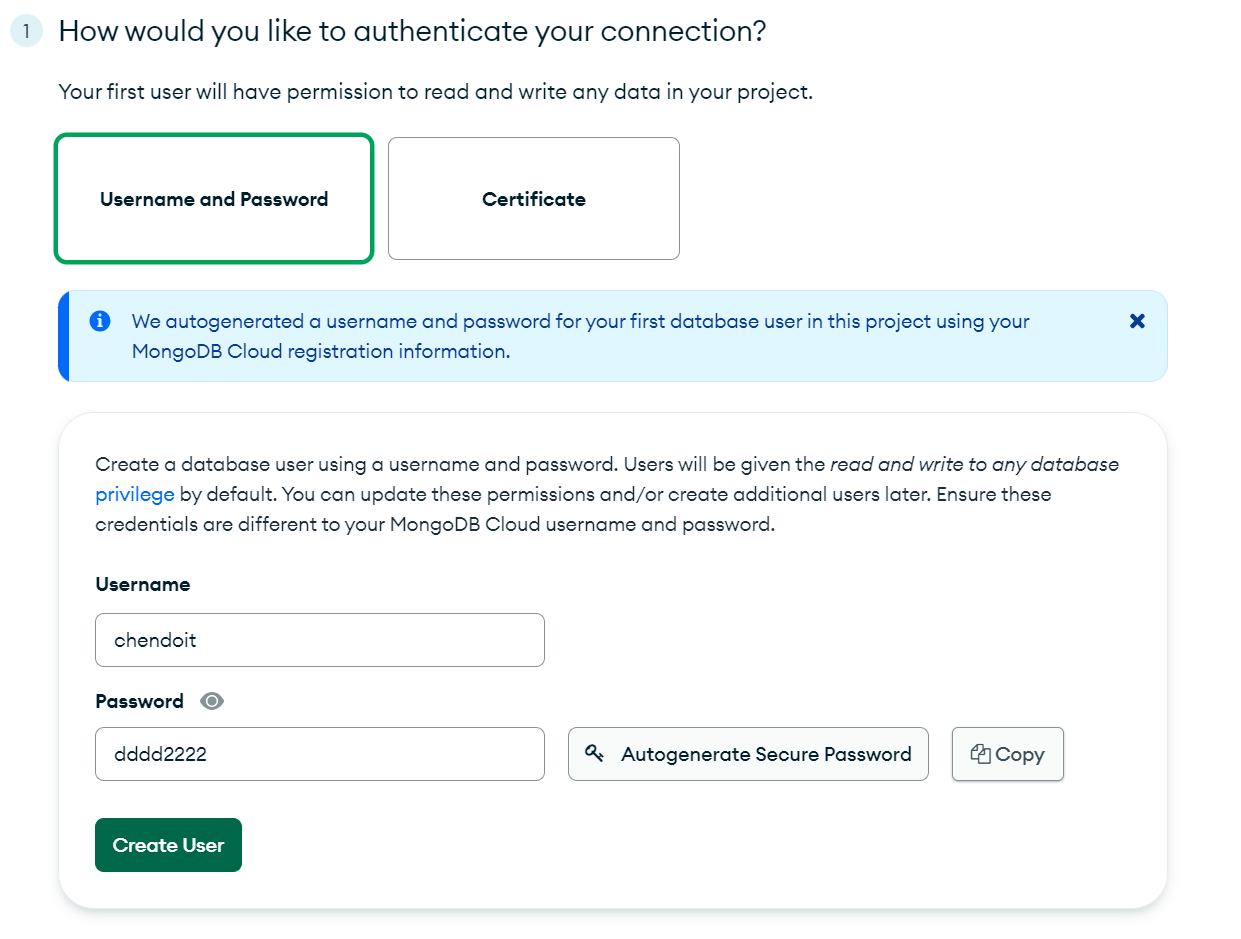 1 How would you like to authenticate your connection?
Your first user will have permission to read and write any data in your project.
Username and Password Certificate
We autogenerated a username and password for your first database user in this project using your
MongoDB Cloud registration information.
Create a database user using a username and password. Users will be given the read and write to any database
privilege by default. You can update these permissions and/or create additional users later. Ensure these
credentials are different to your MongoDB Cloud username and password.
Username
chendoit
Password
dddd2222 Autogenerate Secure Password Copy
Create User